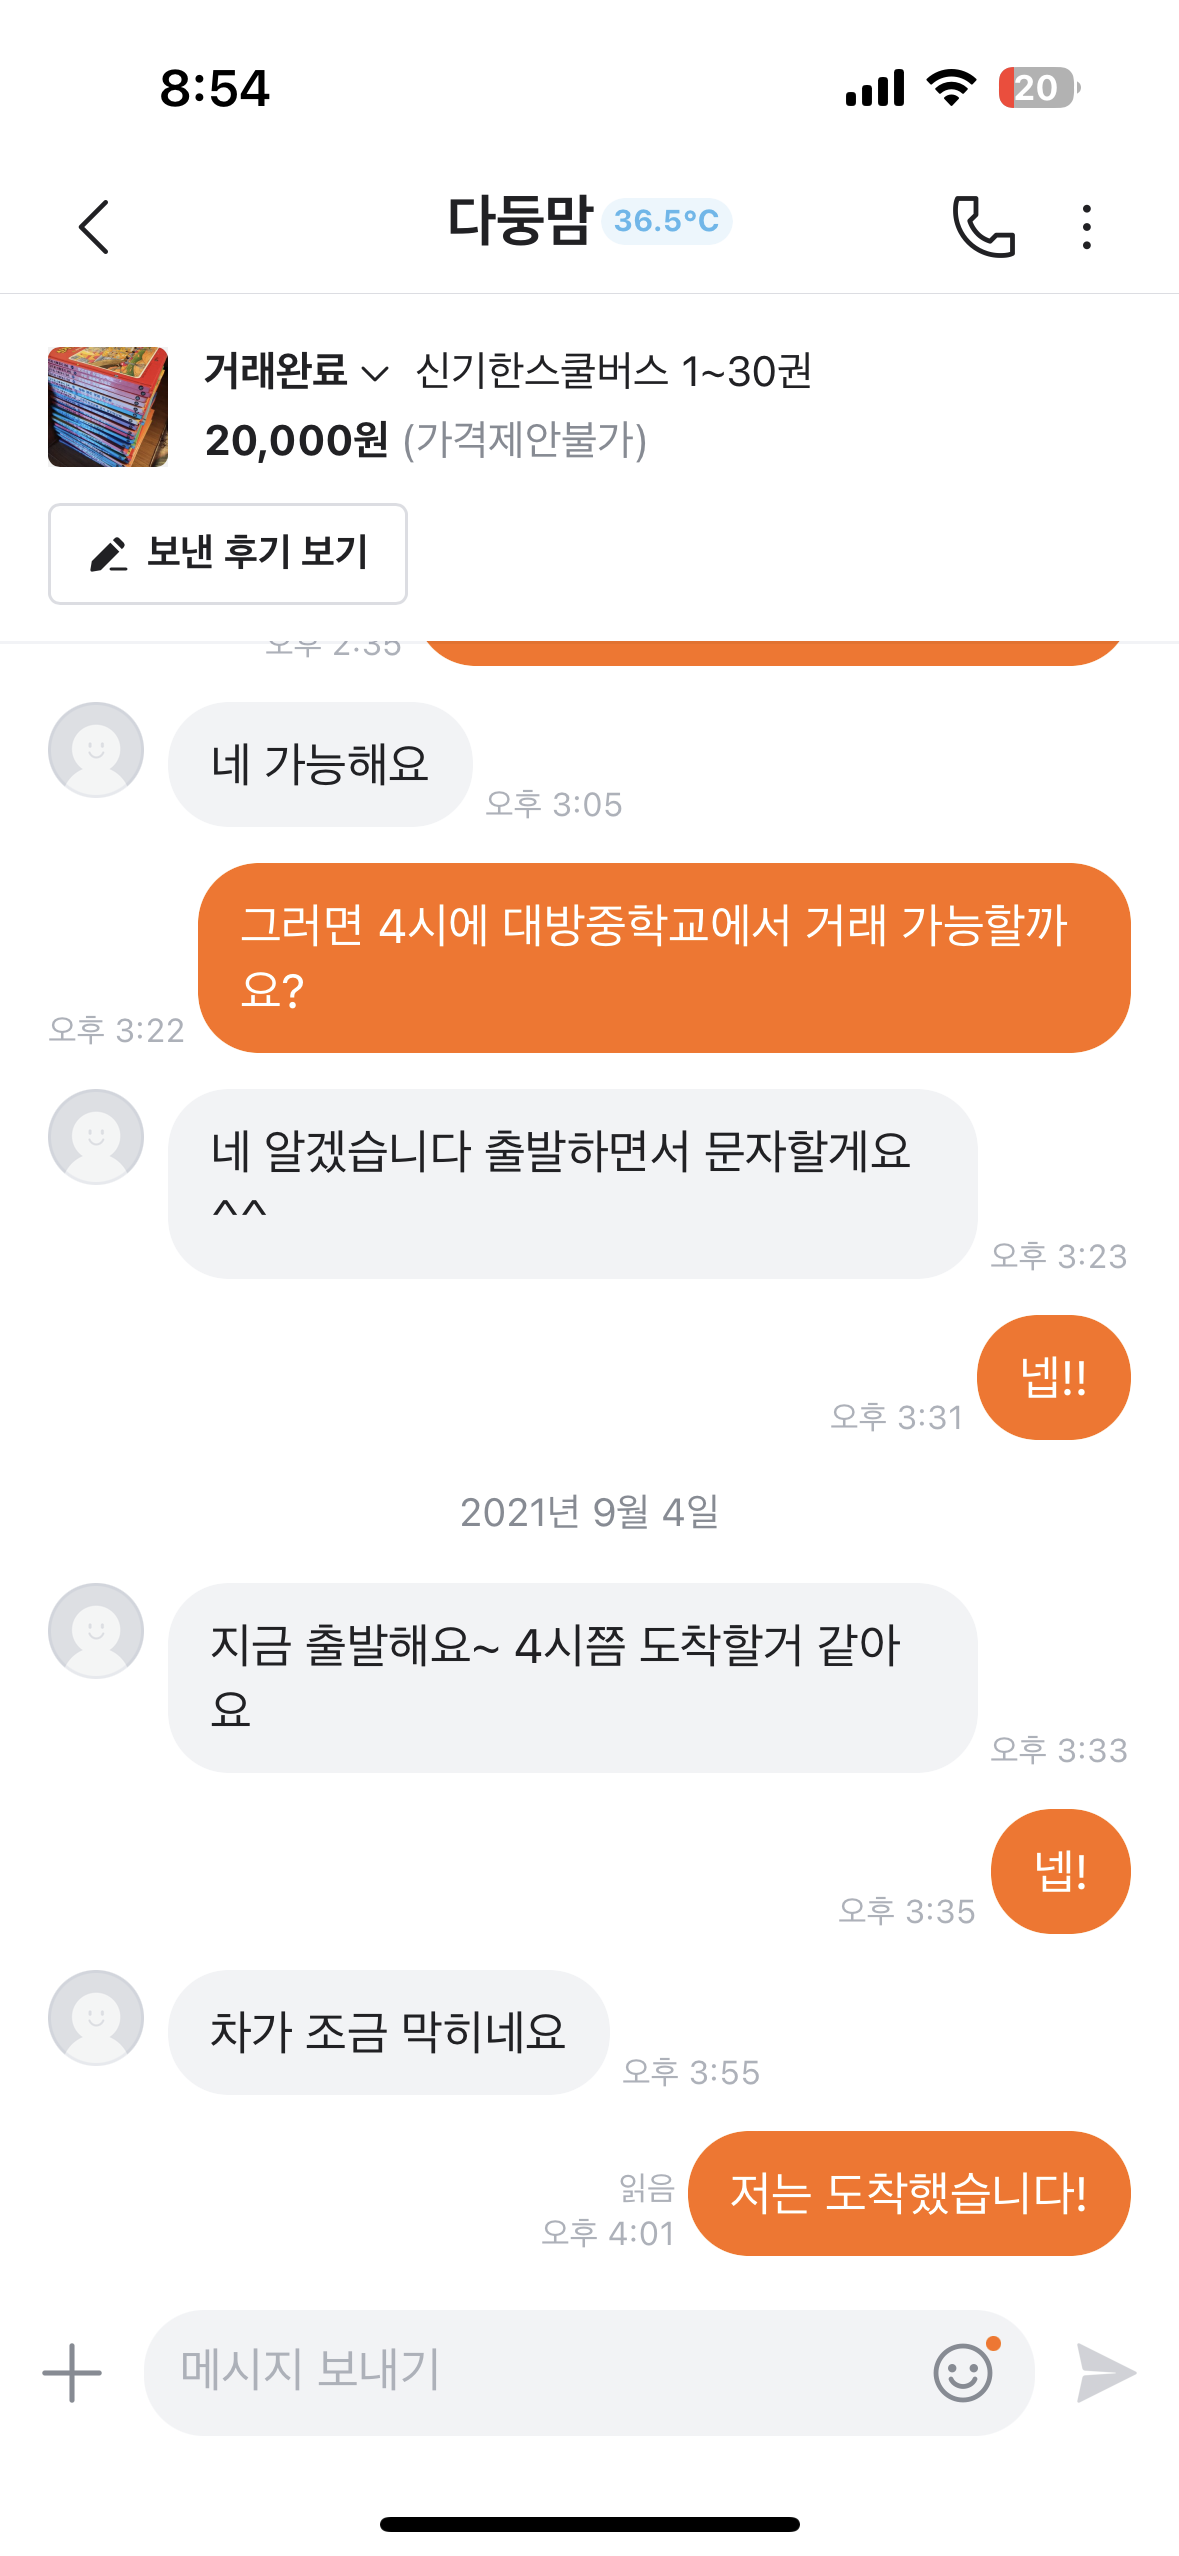 8:54
20
다둥맘 36.5°C
거래완료 신기한스쿨버스 1~30권
20,000원 (가격제안불가)
보낸 후기 보기
오후 2:35
네 가능해요
오후 3:05
그러면 4시에 대방중학교에서 거래 가능할까
요?
오후 3:22
네 알겠습니다 출발하면서 문자할게요
^^
오후 3:23
넵!!
오후 3:31
2021년 9월 4일
지금 출발해요~ 4시쯤 도착할거 같아
요
오후 3:33
넵!
오후 3:35
차가 조금 막히네요
오후 3:55
저는 도착했습니다!
읽음
오후 4:01
메시지 보내기